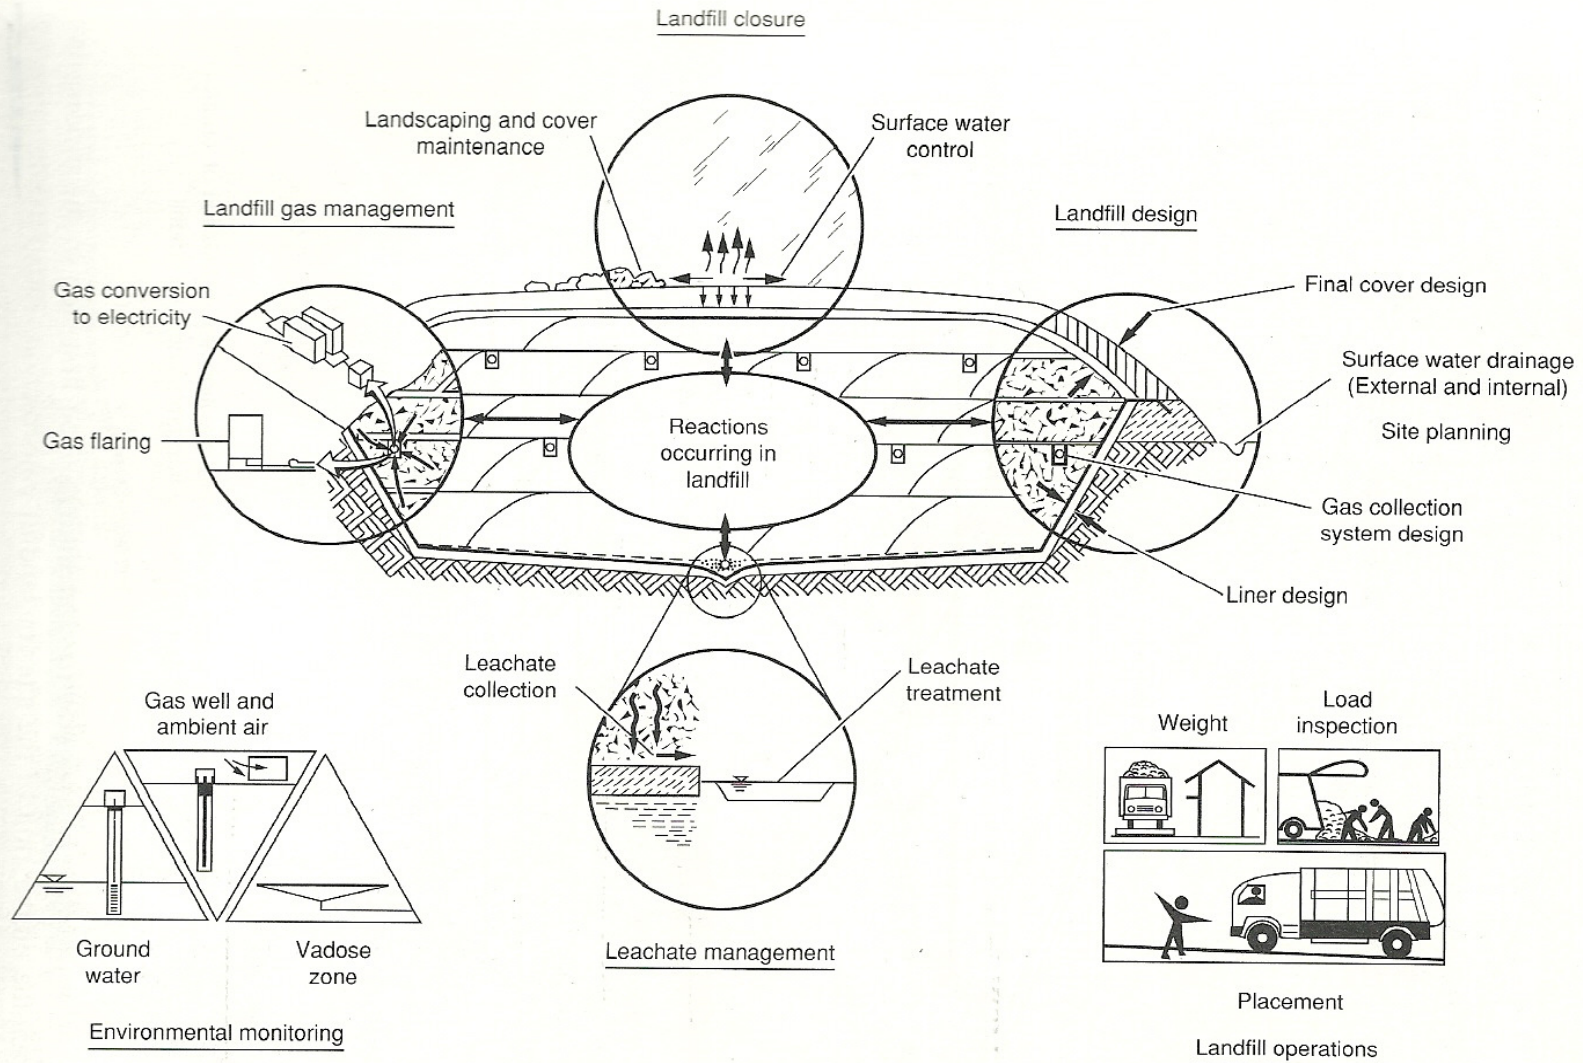 Landfill closure
Landscaping and cover
maintenance
Surface water
control
Landfill gas management
Landfill design
Gas conversion
to electricity
Final cover design
Surface water drainage
(External and internal)
Gas flaring
Site planning
Reactions
occurring in
landfill
Gas collection
system design
Liner design
Leachate
collection
Leachate
treatment
Gas well and
ambient air
Weight
Load
inspection
Ground
water
Vadose
zone
Leachate management
Placement
Environmental monitoring
Landfill operations